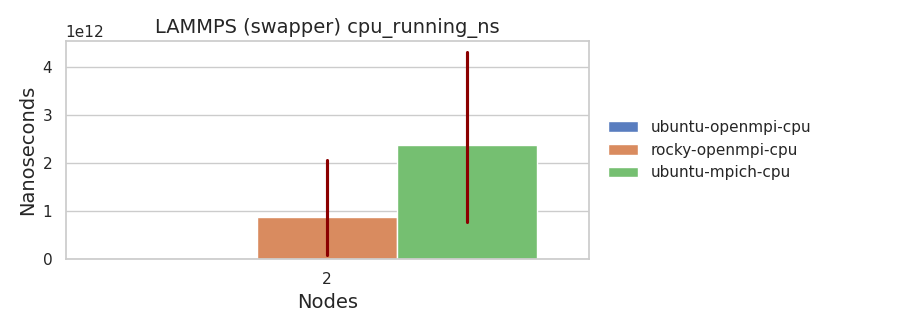 LAMMPS (swapper) cpu_running_ns
1e12
4
3
2
1
0
Nanoseconds
2
Nodes
ubuntu-openmpi-cpu
rocky-openmpi-cpu
ubuntu-mpich-cpu